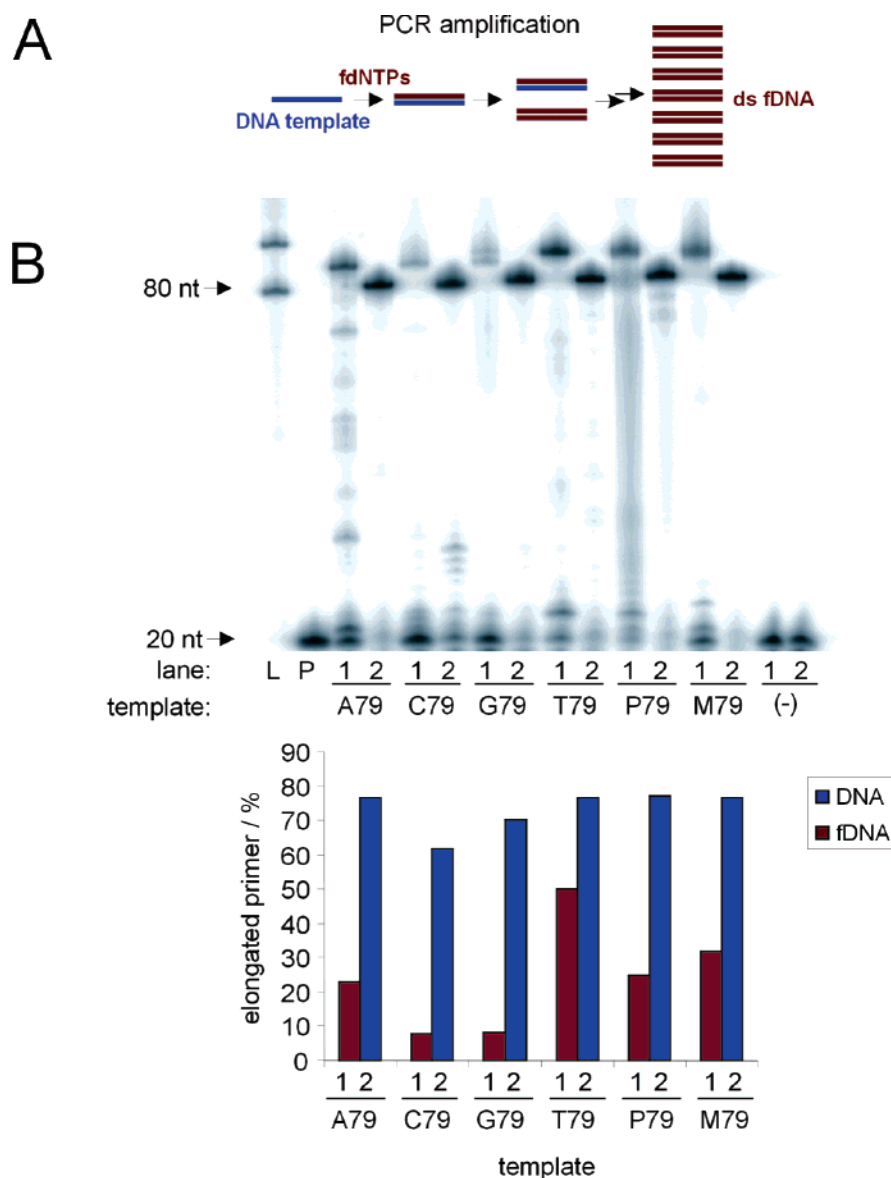 A
PCR amplification
fdNTPs
DNA template
ds fDNA
B
80 nt
20 nt
lane: L P 1 2 1 2 1 2 1 2 1 2 1 2 1 2
template: A79 C79 G79 T79 P79 M79 (-)
elongated primer / %
90
80
70
60
50
40
30
20
10
0
DNA
fDNA
1 2 1 2 1 2 1 2 1 2 1 2
A79 C79 G79 T79 P79 M79
template